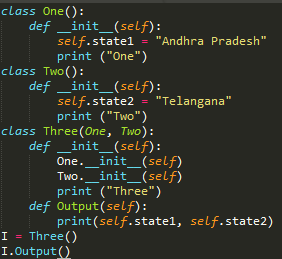 class One():
    def __init__(self):
        self.state1 = "Andhra Pradesh"
        print ("One")
class Two():
    def __init__(self):
        self.state2 = "Telangana"
        print ("Two")
class Three(One, Two):
    def __init__(self):
        One.__init__(self)
        Two.__init__(self)
        print ("Three")
    def Output(self):
        print(self.state1, self.state2)
I = Three()
I.Output()